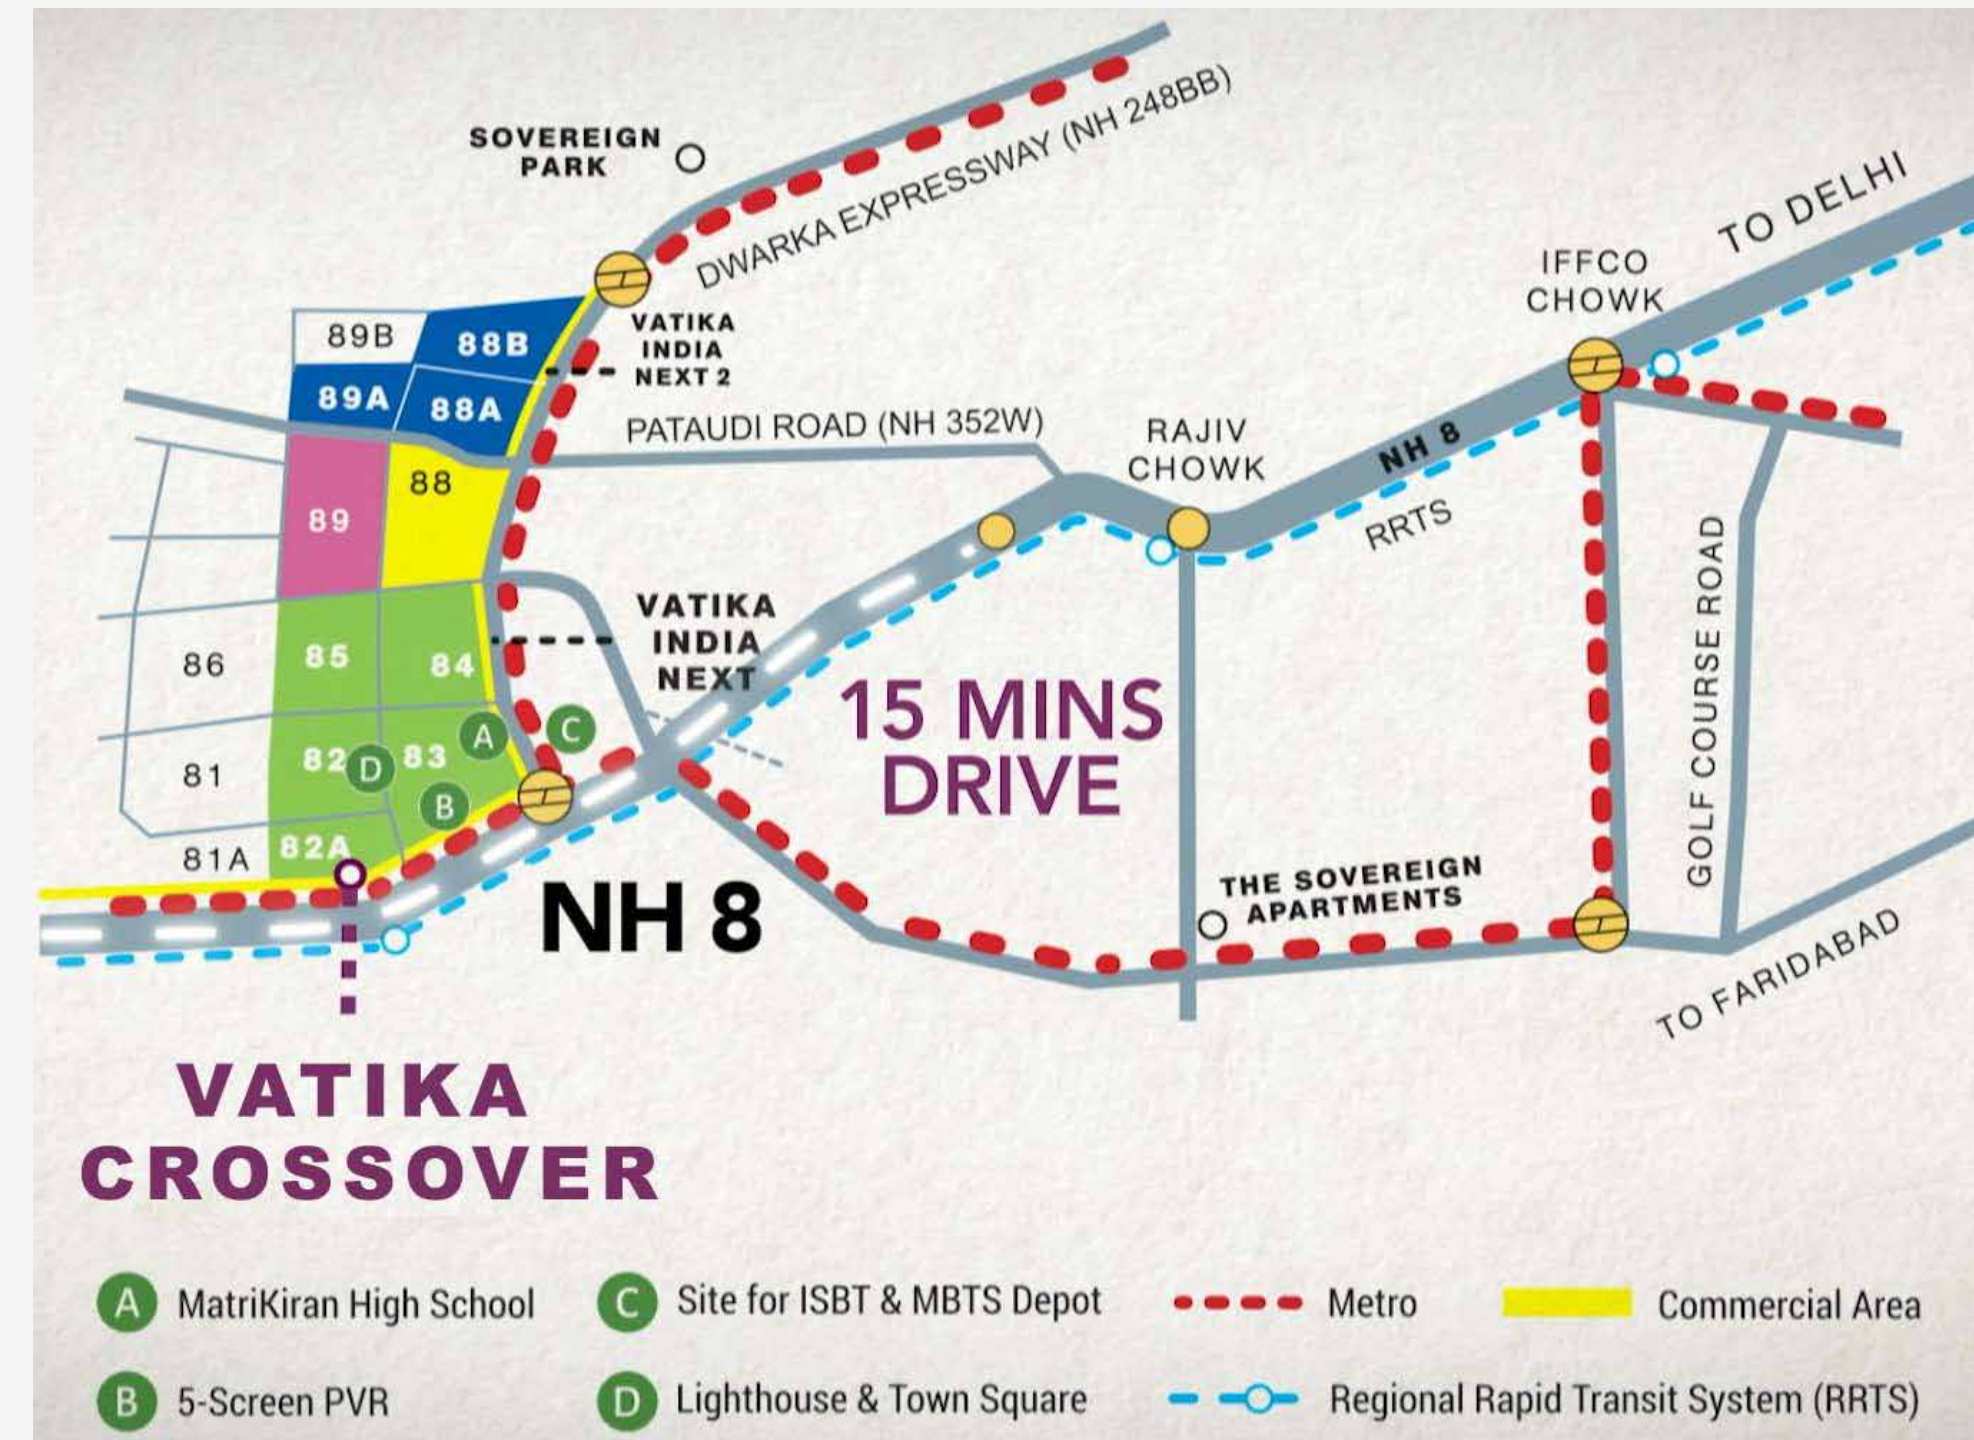 SOVEREIGN
PARK
DWARKA EXPRESSWAY (NH 248BB)
TO DELHI
IFFCO
CHOWK
89B
88B
VATIKA
INDIA
NEXT 2
89A
88A
PATAUDI ROAD (NH 352W)
RAJIV
CHOWK
NH 8
RRTS
88
89
GOLF COURSE ROAD
VATIKA
INDIA
NEXT
86
85
84
15 MINS
DRIVE
A
C
81
82
D
83
B
81A
82A
NH 8
THE SOVEREIGN
APARTMENTS
TO FARIDABAD
VATIKA
CROSSOVER
A MatriKiran High School
C Site for ISBT & MBTS Depot
Metro
Commercial Area
B 5-Screen PVR
D Lighthouse & Town Square
Regional Rapid Transit System (RRTS)